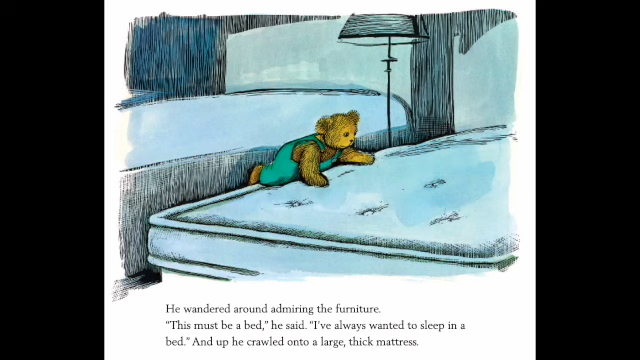 He wandered around admiring the furniture.
“This must be a bed,” he said. “I’ve always wanted to sleep in a
bed.” And up he crawled onto a large, thick mattress.